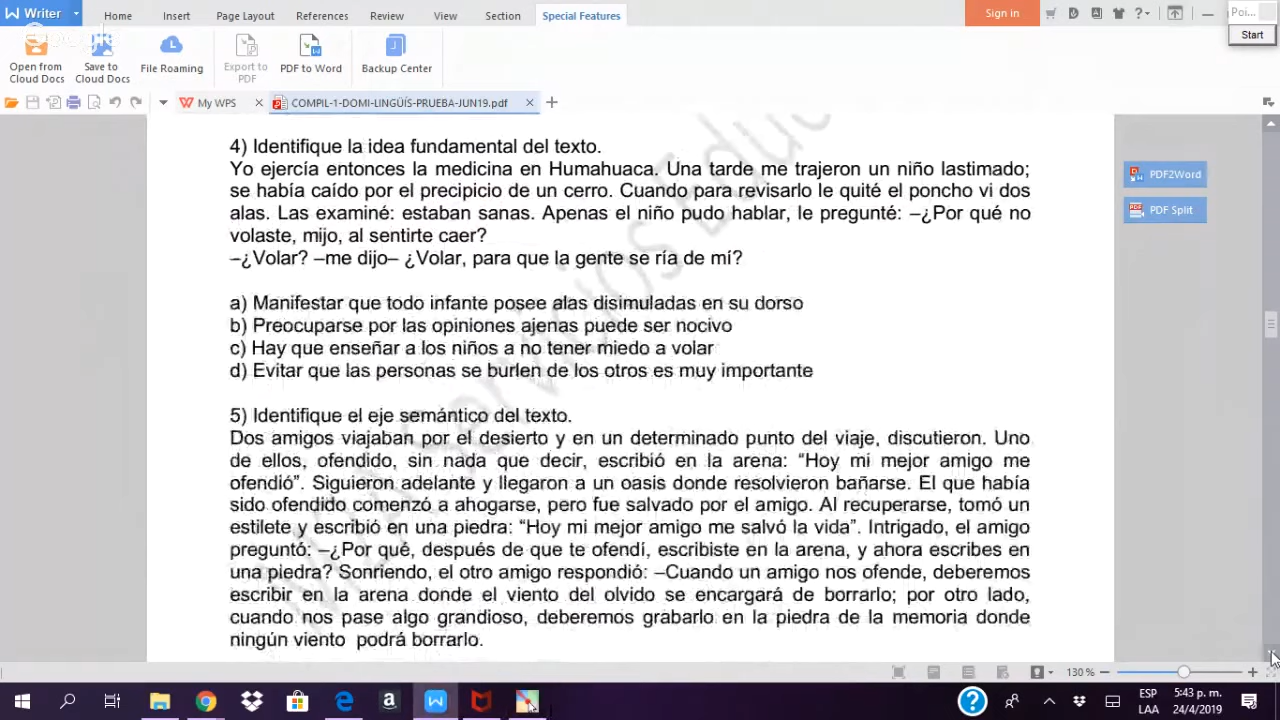 Writer
Home Insert Page Layout References Review View Section Special Features
Sign in
Poi...
Start
Open from Cloud Docs
Save to Cloud Docs
File Roaming
Export to PDF
PDF to Word
Backup Center
My WPS
COMPIL-1-DOMI-LINGÜÍS-PRUEBA-JUN19.pdf
PDF2Word
PDF Split
4) Identifique la idea fundamental del texto.
Yo ejercía entonces la medicina en Humahuaca. Una tarde me trajeron un niño lastimado;
se había caído por el precipicio de un cerro. Cuando para revisarlo le quité el poncho vi dos
alas. Las examiné: estaban sanas. Apenas el niño pudo hablar, le pregunté: –¿Por qué no
volaste, mijo, al sentirte caer?
–¿Volar? –me dijo– ¿Volar, para que la gente se ría de mí?
a) Manifestar que todo infante posee alas disimuladas en su dorso
b) Preocuparse por las opiniones ajenas puede ser nocivo
c) Hay que enseñar a los niños a no tener miedo a volar
d) Evitar que las personas se burlen de los otros es muy importante
5) Identifique el eje semántico del texto.
Dos amigos viajaban por el desierto y en un determinado punto del viaje, discutieron. Uno
de ellos, ofendido, sin nada que decir, escribió en la arena: “Hoy mi mejor amigo me
ofendió”. Siguieron adelante y llegaron a un oasis donde resolvieron bañarse. El que había
sido ofendido comenzó a ahogarse, pero fue salvado por el amigo. Al recuperarse, tomó un
estilete y escribió en una piedra: “Hoy mi mejor amigo me salvó la vida”. Intrigado, el amigo
preguntó: –¿Por qué, después de que te ofendí, escribiste en la arena, y ahora escribes en
una piedra? Sonriendo, el otro amigo respondió: –Cuando un amigo nos ofende, deberemos
escribir en la arena donde el viento del olvido se encargará de borrarlo; por otro lado,
cuando nos pase algo grandioso, deberemos grabarlo en la piedra de la memoria donde
ningún viento podrá borrarlo.
Servicios Educ
130 %
ESP
LAA
5:43 p. m.
24/4/2019